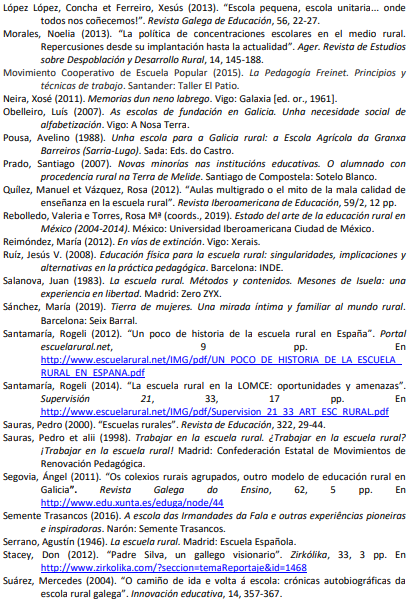 López López, Concha et Ferreiro, Xesús (2013). “Escola pequena, escola unitaria... onde
todos nos coñecemos!”. Revista Galega de Educación, 56, 22-27.
Morales, Noelia (2013). “La política de concentraciones escolares en el medio rural.
Repercusiones desde su implantación hasta la actualidad”. Ager. Revista de Estudios
sobre Despoblación y Desarrollo Rural, 14, 145-188.
Movimiento Cooperativo de Escuela Popular (2015). La Pedagogía Freinet. Principios y
técnicas de trabajo. Santander: Taller El Patio.
Neira, Xosé (2011). Memorias dun neno labrego. Vigo: Galaxia [ed. or., 1961].
Obelleiro, Luís (2007). As escolas de fundación en Galicia. Unha necesidade social de
alfabetización. Vigo: A Nosa Terra.
Pousa, Avelino (1988). Unha escola para a Galicia rural: a Escola Agrícola da Granxa
Barreiros (Sarria-Lugo). Sada: Eds. do Castro.
Prado, Santiago (2007). Novas minorías nas institucións educativas. O alumnado con
procedencia rural na Terra de Melide. Santiago de Compostela: Sotelo Blanco.
Quílez, Manuel et Vázquez, Rosa (2012). “Aulas multigrado o el mito de la mala calidad de
enseñanza en la escuela rural”. Revista Iberoamericana de Educación, 59/2, 12 pp.
Rebolledo, Valeria e Torres, Rosa Mª (coords., 2019). Estado del arte de la educación rural en
México (2004-2014). México: Universidad Iberoamericana Ciudad de México.
Reimóndez, María (2012). En vías de extinción. Vigo: Xerais.
Ruíz, Jesús V. (2008). Educación física para la escuela rural: singularidades, implicaciones y
alternativas en la práctica pedagógica. Barcelona: INDE.
Salanova, Juan (1983). La escuela rural. Métodos y contenidos. Mesones de Isuela: una
experiencia en libertad. Madrid: Zero ZYX.
Sánchez, María (2019). Tierra de mujeres. Una mirada íntima y familiar al mundo rural.
Barcelona: Seix Barral.
Santamaría, Rogeli (2012). “Un poco de historia de la escuela rural en España”. Portal
escuelarural.net, 9 pp. En
http://www.escuelarural.net/IMG/pdf/UN_POCO_DE_HISTORIA_DE_LA_ESCUELA_
RURAL_EN_ESPANA.pdf
Santamaría, Rogeli (2014). “La escuela rural en la LOMCE: oportunidades y amenazas”.
Supervisión 21, 33, 17 pp. En
http://www.escuelarural.net/IMG/pdf/Supervision_21_33_ART_ESC_RURAL.pdf
Sauras, Pedro (2000). “Escuelas rurales”. Revista de Educación, 322, 29-44.
Sauras, Pedro et alii (1998). Trabajar en la escuela rural. ¿Trabajar en la escuela rural?
¡Trabajar en la escuela rural! Madrid: Confederación Estatal de Movimientos de
Renovación Pedagógica.
Segovia, Ángel (2011). “Os colexios rurais agrupados, outro modelo de educación rural en
Galicia”. Revista Galega do Ensino, 62, 5 pp. En
http://www.edu.xunta.es/eduga/node/44
Semente Trasancos (2016). A escola das Irmandades da Fala e outras experiências pioneiras
e inspiradoras. Narón: Semente Trasancos.
Serrano, Agustín (1946). La escuela rural. Madrid: Escuela Española.
Stacey, Don (2012). “Padre Silva, un gallego visionario”. Zirkólika, 33, 3 pp. En
http://www.zirkolika.com/?seccion=temaReportaje&id=1468
Suárez, Mercedes (2004). “O camiño de ida e volta á escola: crónicas autobiográficas da
escola rural galega”. Innovación educativa, 14, 357-367.